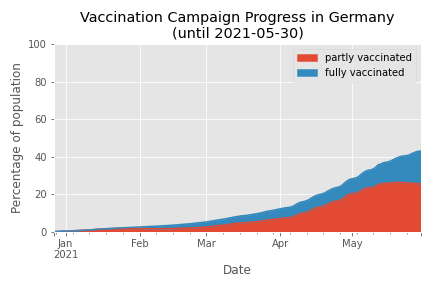 Vaccination Campaign Progress in Germany
(until 2021-05-30)
Percentage of population
100
80
60
40
20
0
partly vaccinated
fully vaccinated
Jan
2021
Feb
Mar
Apr
May
Date